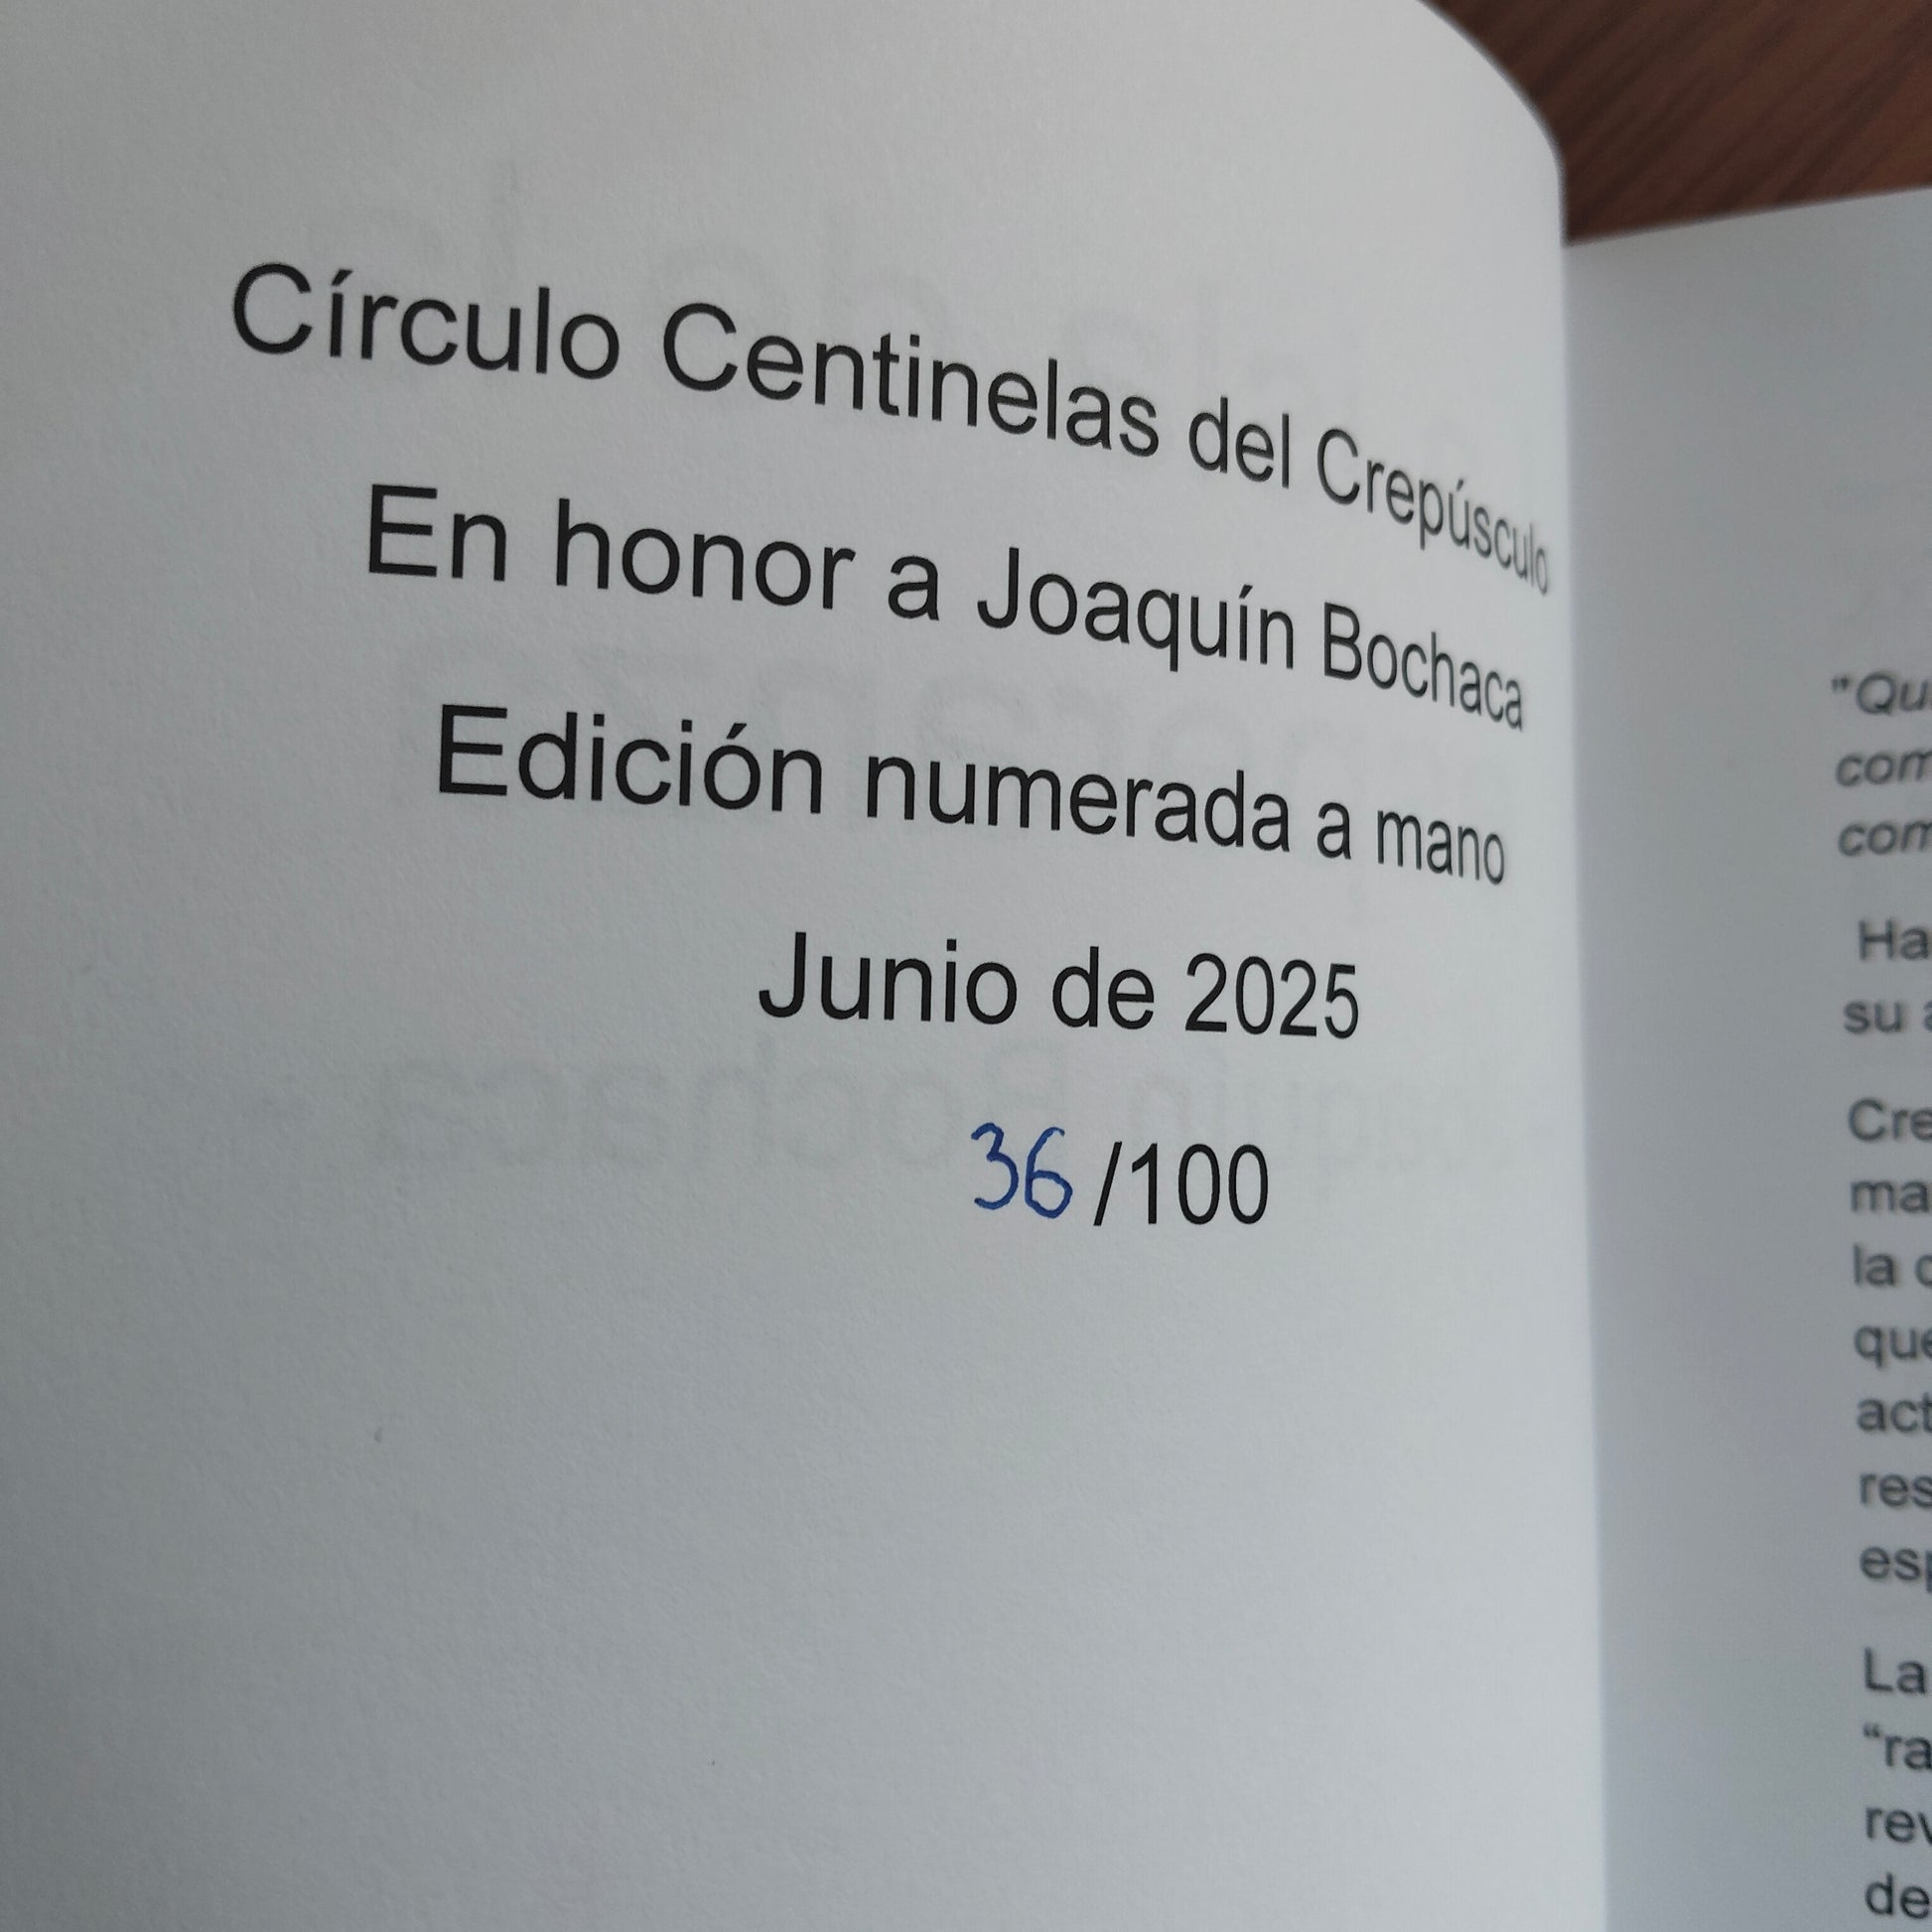 Círculo Centinelas del Crepúsculo
En honor a Joaquín Bochaca
Edición numerada a mano
Junio de 2025
36/100
"Qu
com
com
Ha
su a
Cre
ma
la
que
act
res
esp
La
“ra
rev
de